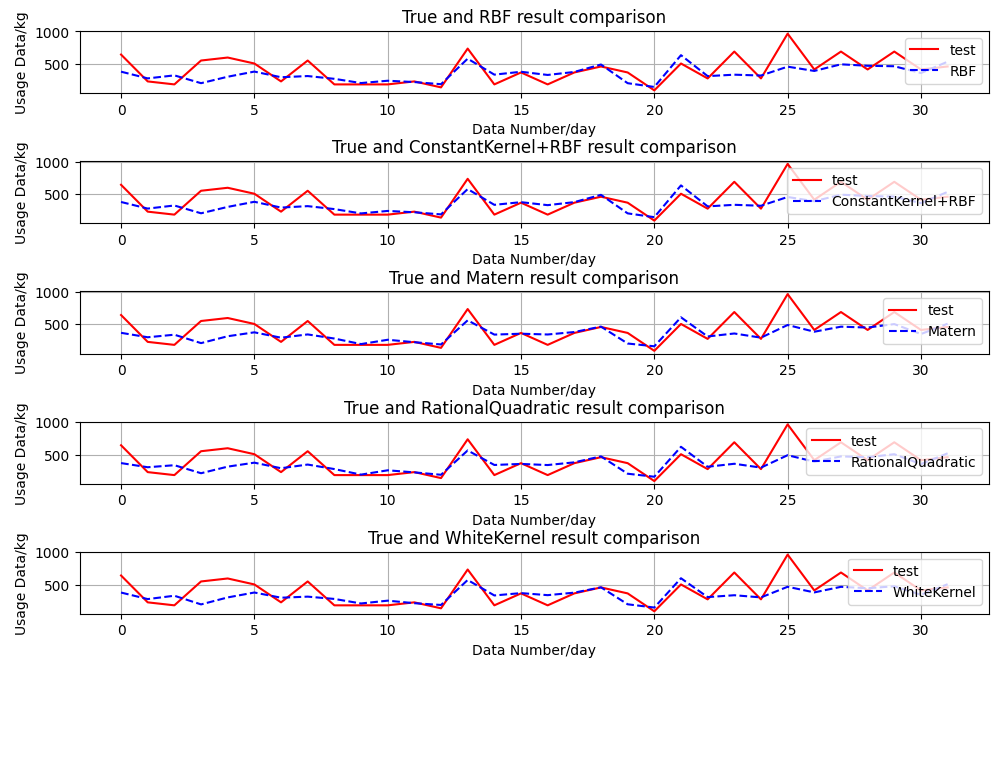 True and RBF result comparison
Usage Data/kg
1000
500
test
RBF
0 5 10 15 20 25 30
Data Number/day
True and ConstantKernel+RBF result comparison
Usage Data/kg
1000
500
test
ConstantKernel+RBF
0 5 10 15 20 25 30
Data Number/day
True and Matern result comparison
Usage Data/kg
1000
500
test
Matern
0 5 10 15 20 25 30
Data Number/day
True and RationalQuadratic result comparison
Usage Data/kg
1000
500
test
RationalQuadratic
0 5 10 15 20 25 30
Data Number/day
True and WhiteKernel result comparison
Usage Data/kg
1000
500
test
WhiteKernel
0 5 10 15 20 25 30
Data Number/day